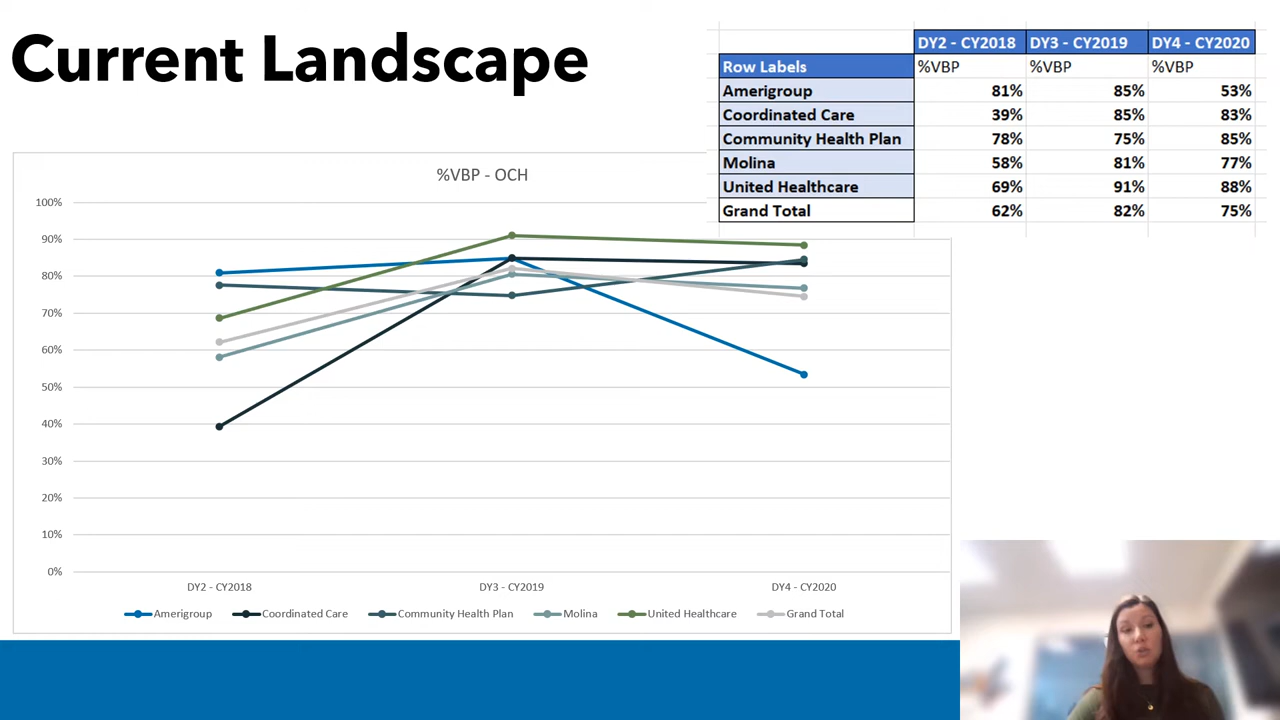 Current Landscape
DY2 - CY2018 DY3 - CY2019 DY4 - CY2020
Row Labels %VBP %VBP %VBP
Amerigroup 81% 85% 53%
Coordinated Care 39% 85% 83%
Community Health Plan 78% 75% 85%
Molina 58% 81% 77%
United Healthcare 69% 91% 88%
Grand Total 62% 82% 75%
%VBP - OCH
100%
90%
80%
70%
60%
50%
40%
30%
20%
10%
0%
DY2 - CY2018 DY3 - CY2019 DY4 - CY2020
Amerigroup Coordinated Care Community Health Plan Molina United Healthcare Grand Total